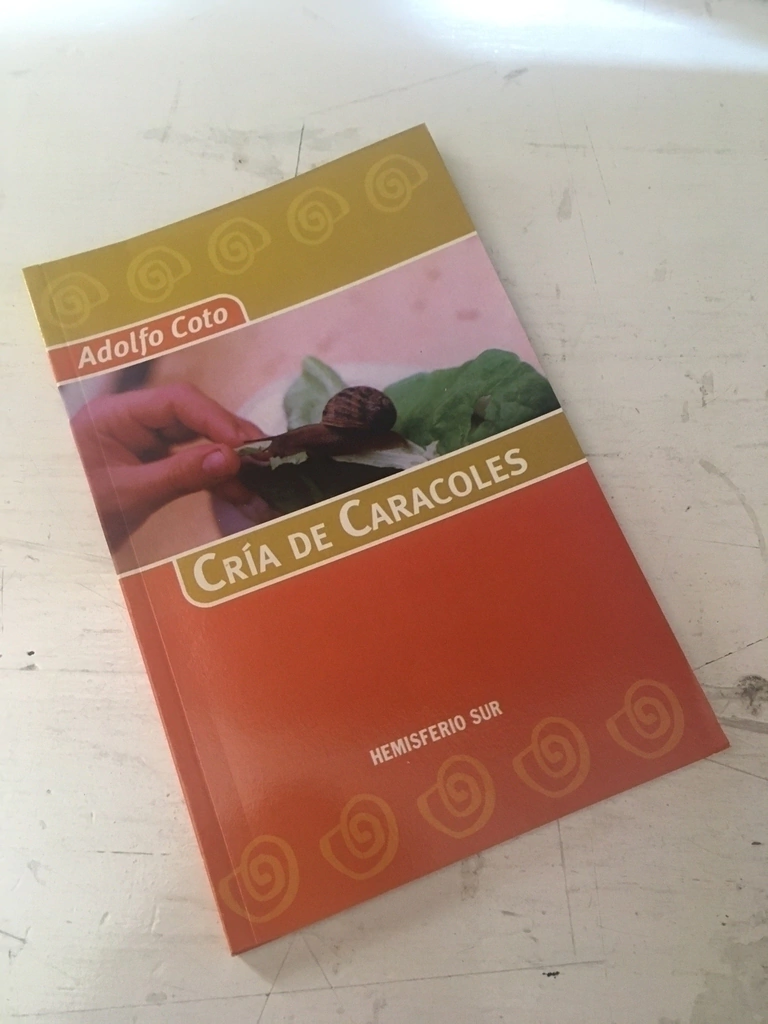 Adolfo Coto
CRÍA DE CARACOLES
HEMISFERIO SUR